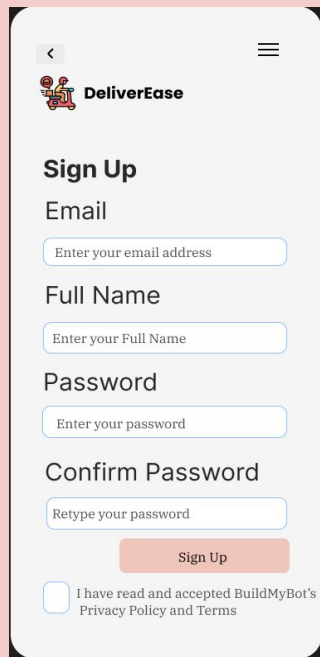 DeliverEase
Sign Up
Email
Enter your email address
Full Name
Enter your Full Name
Password
Enter your password
Confirm Password
Retype your password
Sign Up
I have read and accepted BuildMyBot's
Privacy Policy and Terms